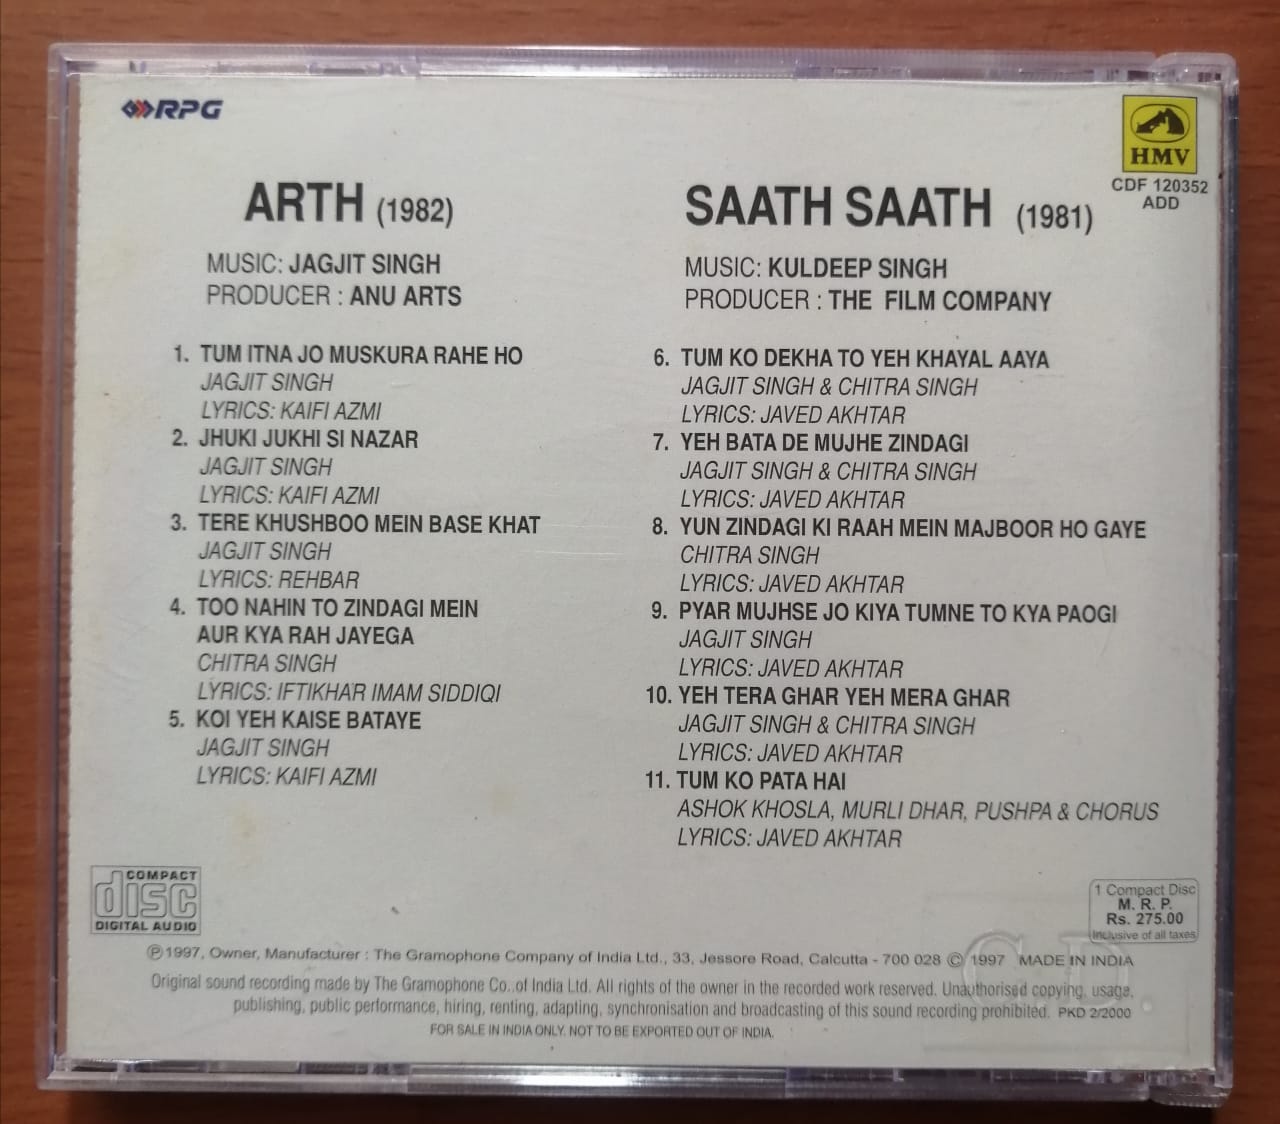 RPG
HMV
CDF 120352
ADD
ARTH (1982)
MUSIC: JAGJIT SINGH
PRODUCER : ANU ARTS
1. TUM ITNA JO MUSKURA RAHE HO
JAGJIT SINGH
LYRICS: KAIFI AZMI
2. JHUKI JUKHI SI NAZAR
JAGJIT SINGH
LYRICS: KAIFI AZMI
3. TERE KHUSHBOO MEIN BASE KHAT
JAGJIT SINGH
LYRICS: REHBAR
4. TOO NAHIN TO ZINDAGI MEIN
AUR KYA RAH JAYEGA
CHITRA SINGH
LYRICS: IFTIKHAR IMAM SIDDIQI
5. KOI YEH KAISE BATAYE
JAGJIT SINGH
LYRICS: KAIFI AZMI
SAATH SAATH (1981)
MUSIC: KULDEEP SINGH
PRODUCER : THE FILM COMPANY
6. TUM KO DEKHA TO YEH KHAYAL AAYA
JAGJIT SINGH & CHITRA SINGH
LYRICS: JAVED AKHTAR
7. YEH BATA DE MUJHE ZINDAGI
JAGJIT SINGH & CHITRA SINGH
LYRICS: JAVED AKHTAR
8. YUN ZINDAGI KI RAAH MEIN MAJBOOR HO GAYE
CHITRA SINGH
LYRICS: JAVED AKHTAR
9. PYAR MUJHSE JO KIYA TUMNE TO KYA PAOGI
JAGJIT SINGH
LYRICS: JAVED AKHTAR
10. YEH TERA GHAR YEH MERA GHAR
JAGJIT SINGH & CHITRA SINGH
LYRICS: JAVED AKHTAR
11. TUM KO PATA HAI
ASHOK KHOSLA, MURLI DHAR, PUSHPA & CHORUS
LYRICS: JAVED AKHTAR
COMPACT
disc
DIGITAL AUDIO
1 Compact Disc
M. R. P.
Rs. 275.00
Inclusive of all taxes
C.D.
℗1997, Owner, Manufacturer : The Gramophone Company of India Ltd., 33, Jessore Road, Calcutta - 700 028 © 1997 MADE IN INDIA
Original sound recording made by The Gramophone Co..of India Ltd. All rights of the owner in the recorded work reserved. Unauthorised copying, usage,
publishing, public performance, hiring, renting, adapting, synchronisation and broadcasting of this sound recording prohibited. PKD 2/2000
FOR SALE IN INDIA ONLY. NOT TO BE EXPORTED OUT OF INDIA.